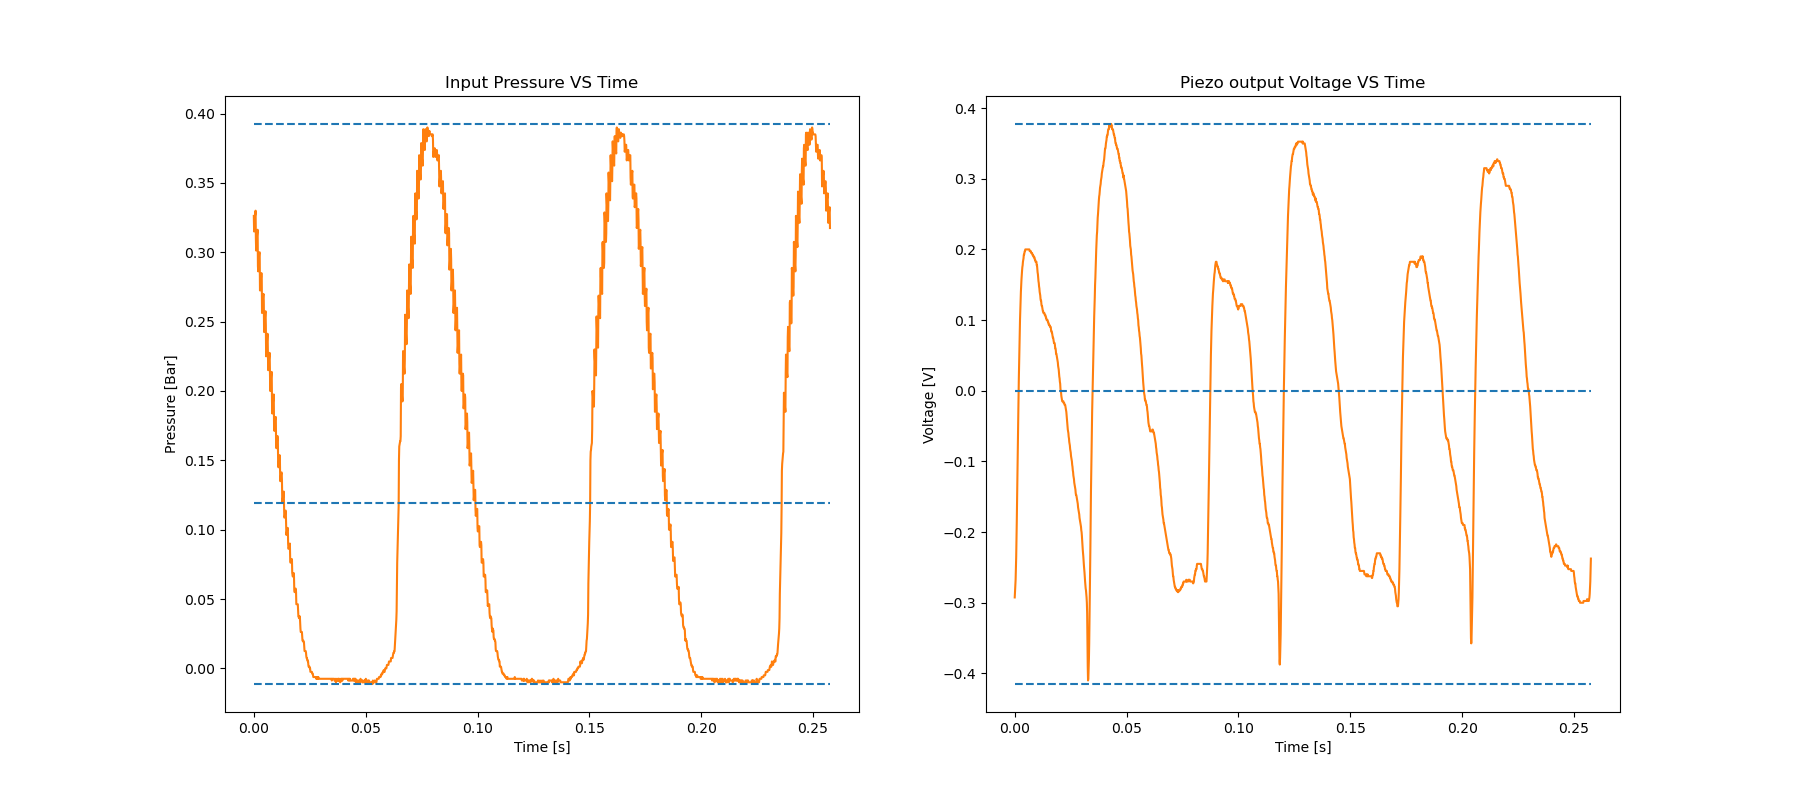 Input Pressure VS Time
0.40
0.35
0.30
0.25
0.20
0.15
0.10
0.05
0.00
Pressure [Bar]
0.00 0.05 0.10 0.15 0.20 0.25
Time [s]
Piezo output Voltage VS Time
0.4
0.3
0.2
0.1
0.0
−0.1
−0.2
−0.3
−0.4
Voltage [V]
0.00 0.05 0.10 0.15 0.20 0.25
Time [s]